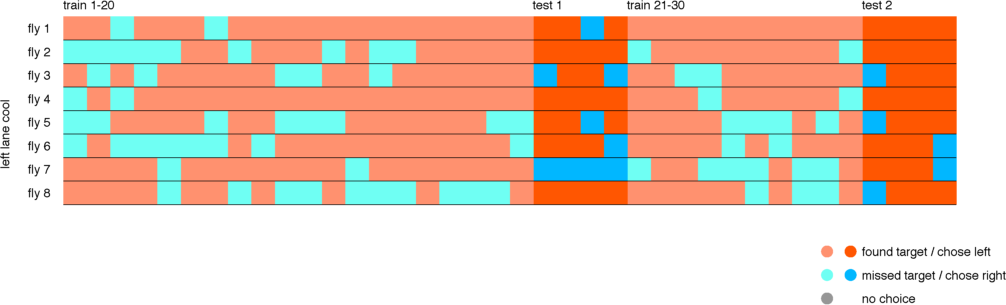 train 1-20 test 1 train 21-30 test 2
fly 1
fly 2
fly 3
fly 4
fly 5
fly 6
fly 7
fly 8
left lane cool
found target / chose left
missed target / chose right
no choice